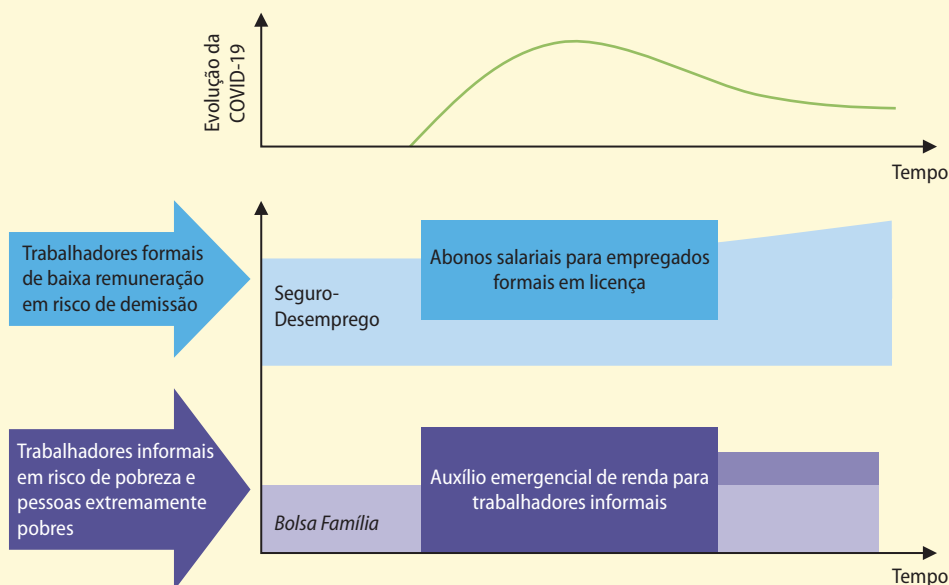 Evolução da
COVID-19
Tempo
Trabalhadores formais
de baixa remuneração
em risco de demissão
Seguro-
Desemprego
Abonos salariais para empregados
formais em licença
Trabalhadores informais
em risco de pobreza e
pessoas extremamente
pobres
Bolsa Família
Auxílio emergencial de renda para
trabalhadores informais
Tempo